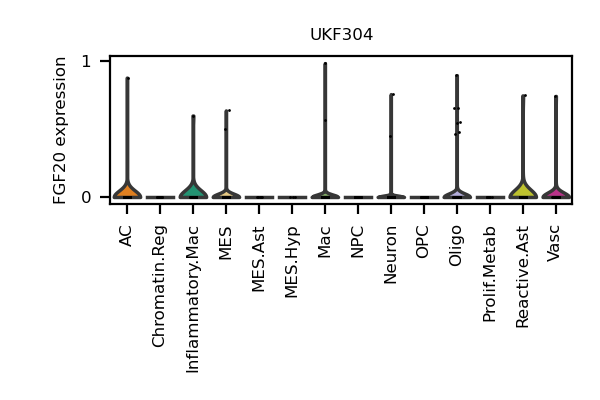 UKF304
FGF20 expression
1
0
AC
Chromatin.Reg
Inflammatory.Mac
MES
MES.Ast
MES.Hyp
Mac
NPC
Neuron
OPC
Oligo
Prolif.Metab
Reactive.Ast
Vasc